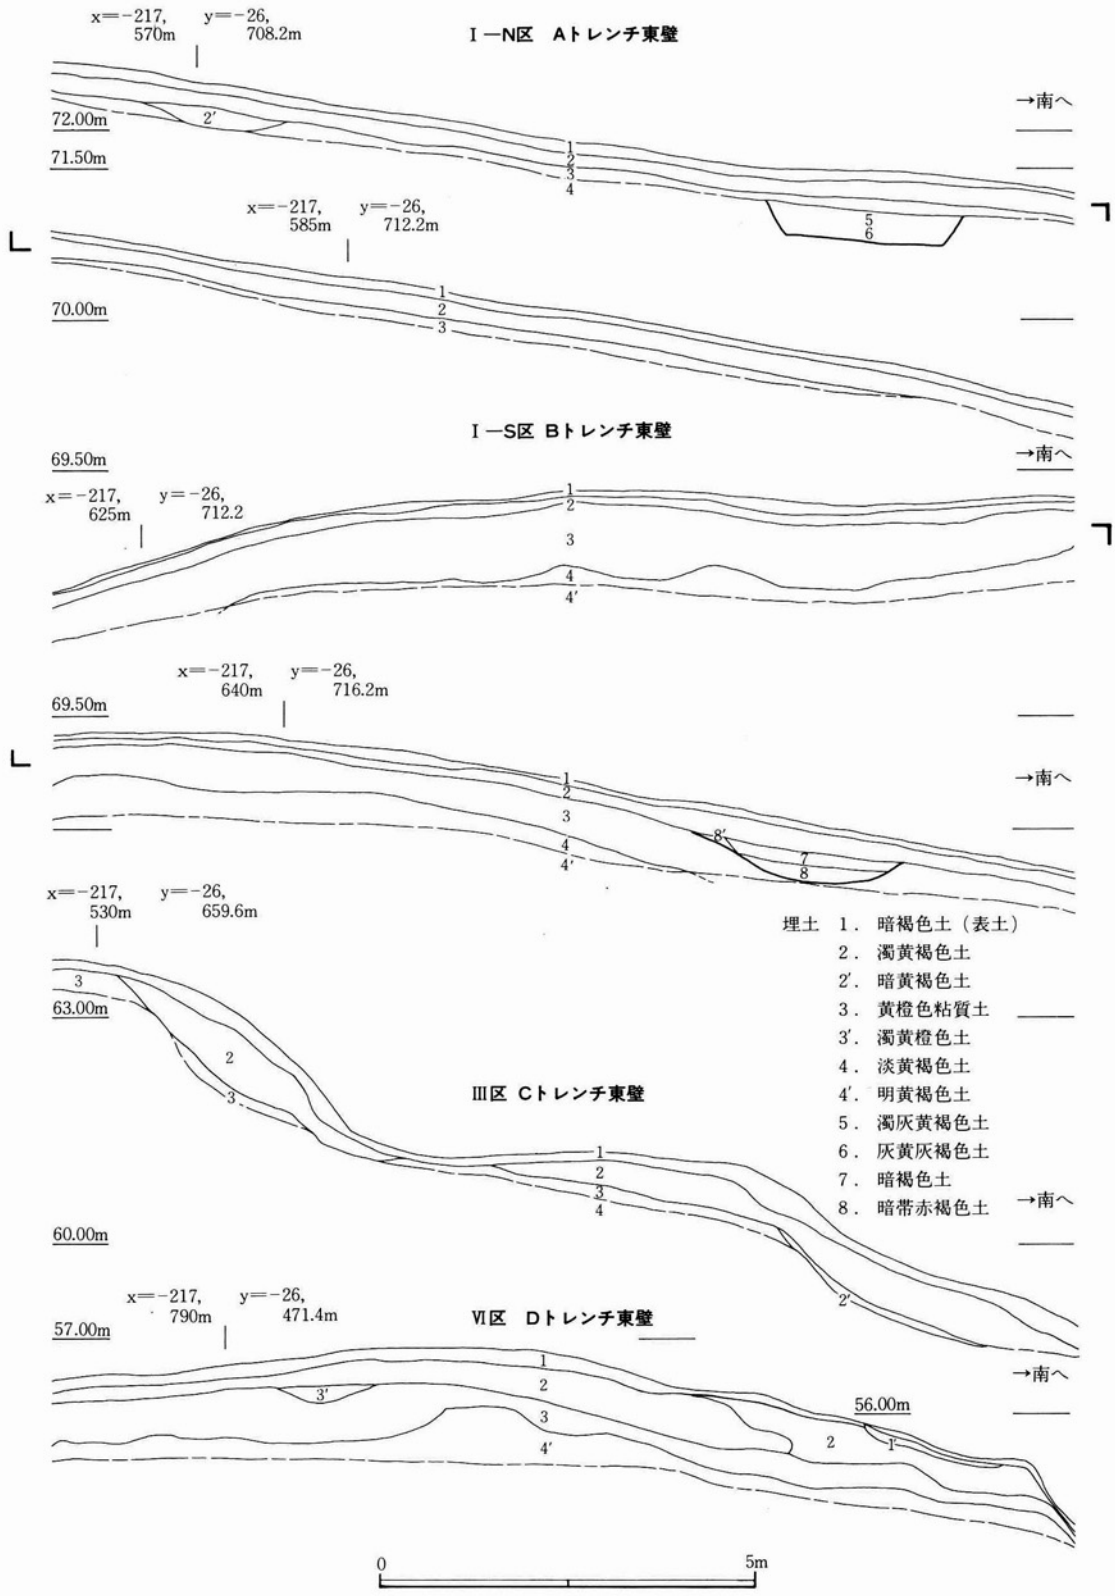 x=−217, y=−26,
570m 708.2m
Ⅰ—N区 Aトレンチ東壁
→南へ
72.00m
71.50m
2′
1
2
3
4
5
6
x=−217, y=−26,
585m 712.2m
70.00m
1
2
3
Ⅰ—S区 Bトレンチ東壁
→南へ
69.50m
x=−217, y=−26,
625m 712.2
1
2
3
4
4′
x=−217, y=−26,
640m 716.2m
69.50m
→南へ
1
2
3
4
4′
8′
7
8
x=−217, y=−26,
530m 659.6m
3
63.00m
2
3
Ⅲ区 Cトレンチ東壁
1
2
3
4
2′
60.00m
→南へ
埋土 1. 暗褐色土(表土)
2. 濁黄褐色土
2′. 暗黄褐色土
3. 黄橙色粘質土
3′. 濁黄橙色土
4. 淡黄褐色土
4′. 明黄褐色土
5. 濁灰黄褐色土
6. 灰黄灰褐色土
7. 暗褐色土
8. 暗帯赤褐色土
x=−217, y=−26,
790m 471.4m
Ⅵ区 Dトレンチ東壁
57.00m
→南へ
56.00m
1
2
3′
3
4′
2
1′
0 5m